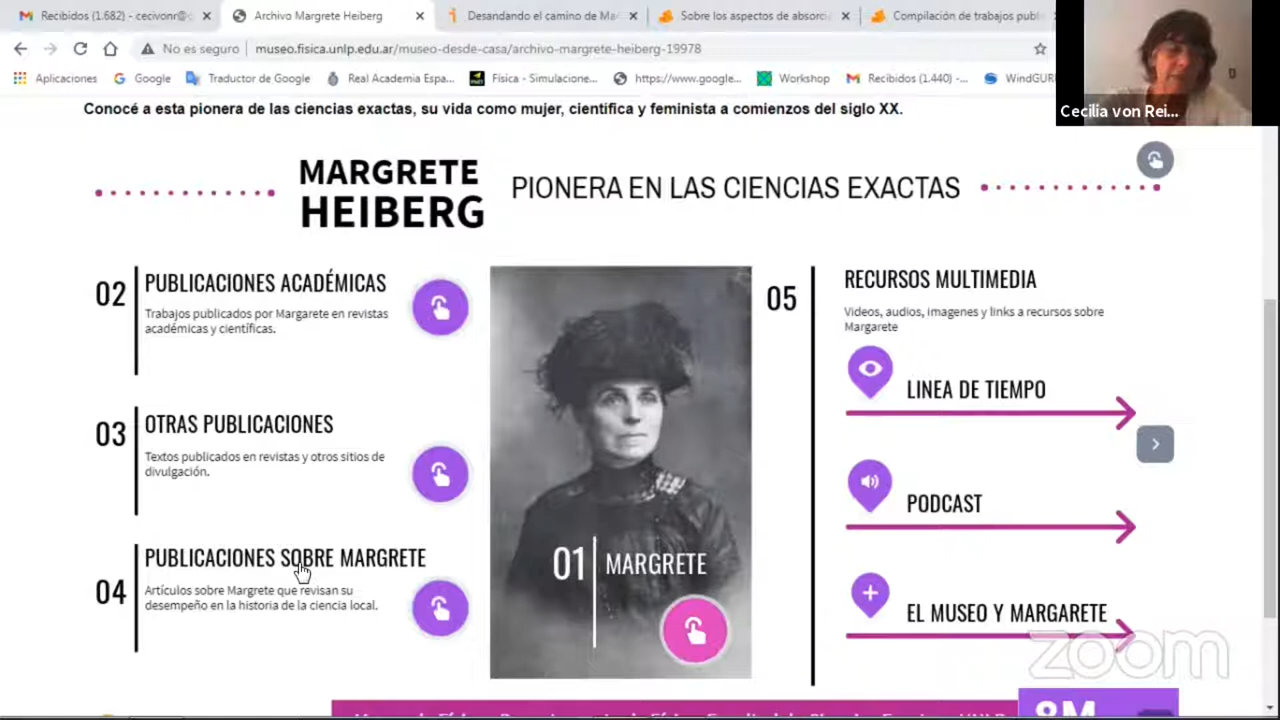 Recibidos (1.682) - cecivonr@
Archivo Margrete Heiberg
Desandando el camino de Ma
Sobre los aspectos de absorci
Compilación de trabajos publ
No es seguro
museo.fisica.unlp.edu.ar/museo-desde-casa/archivo-margrete-heiberg-19978
Aplicaciones
Google
Traductor de Google
Real Academia Espa...
Física - Simulacione...
https://www.google...
Workshop
Recibidos (1.440) -...
WindGURU
Cecilia von Rei...
Conocé a esta pionera de las ciencias exactas, su vida como mujer, científica y feminista a comienzos del siglo XX.
MARGRETE
HEIBERG
PIONERA EN LAS CIENCIAS EXACTAS
02
PUBLICACIONES ACADÉMICAS
Trabajos publicados por Margarete en revistas
académicas y científicas.
03
OTRAS PUBLICACIONES
Textos publicados en revistas y otros sitios de
divulgación.
04
PUBLICACIONES SOBRE MARGRETE
Artículos sobre Margrete que revisan su
desempeño en la historia de la ciencia local.
01
MARGRETE
05
RECURSOS MULTIMEDIA
Videos, audios, imagenes y links a recursos sobre
Margarete
LINEA DE TIEMPO
PODCAST
EL MUSEO Y MARGARETE
zoom
8M